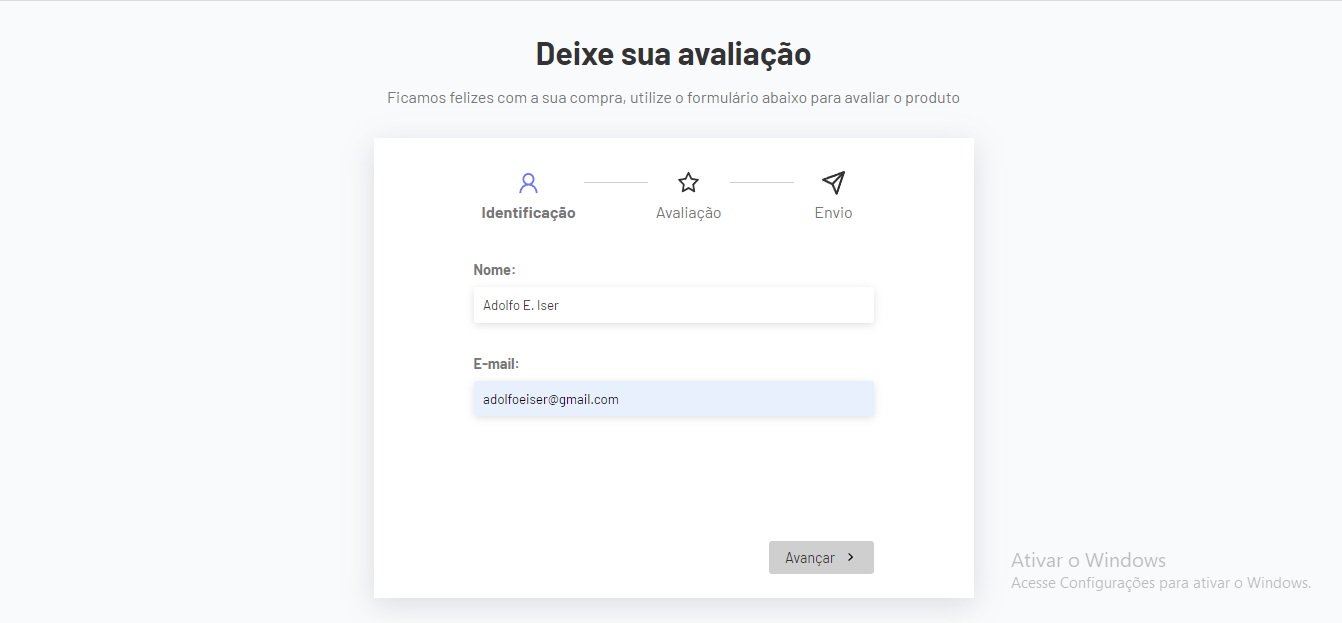 Deixe sua avaliação
Ficamos felizes com a sua compra, utilize o formulário abaixo para avaliar o produto
Identificação
Avaliação
Envio
Nome:
Adolfo E. Iser
E-mail:
adolfoeiser@gmail.com
Avançar
Ativar o Windows
Acesse Configurações para ativar o Windows.